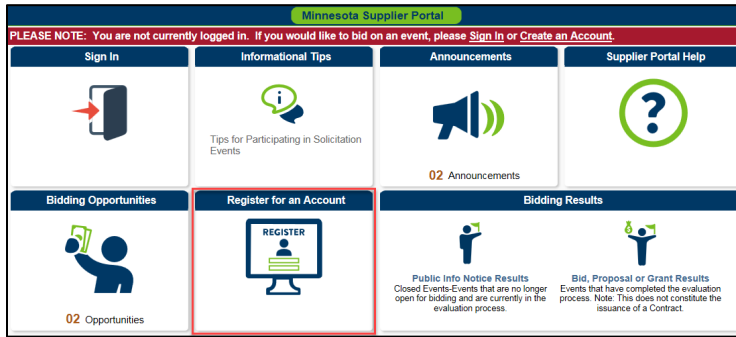 Minnesota Supplier Portal
PLEASE NOTE: You are not currently logged in. If you would like to bid on an event, please Sign In or Create an Account.
Sign In
Informational Tips
Tips for Participating in Solicitation
Events
Announcements
02 Announcements
Supplier Portal Help
?
Bidding Opportunities
02 Opportunities
Register for an Account
REGISTER
Bidding Results
Public Info Notice Results
Closed Events-Events that are no longer
open for bidding and are currently in the
evaluation process.
Bid, Proposal or Grant Results
Events that have completed the evaluation
process. Note: This does not constitute the
issuance of a Contract.